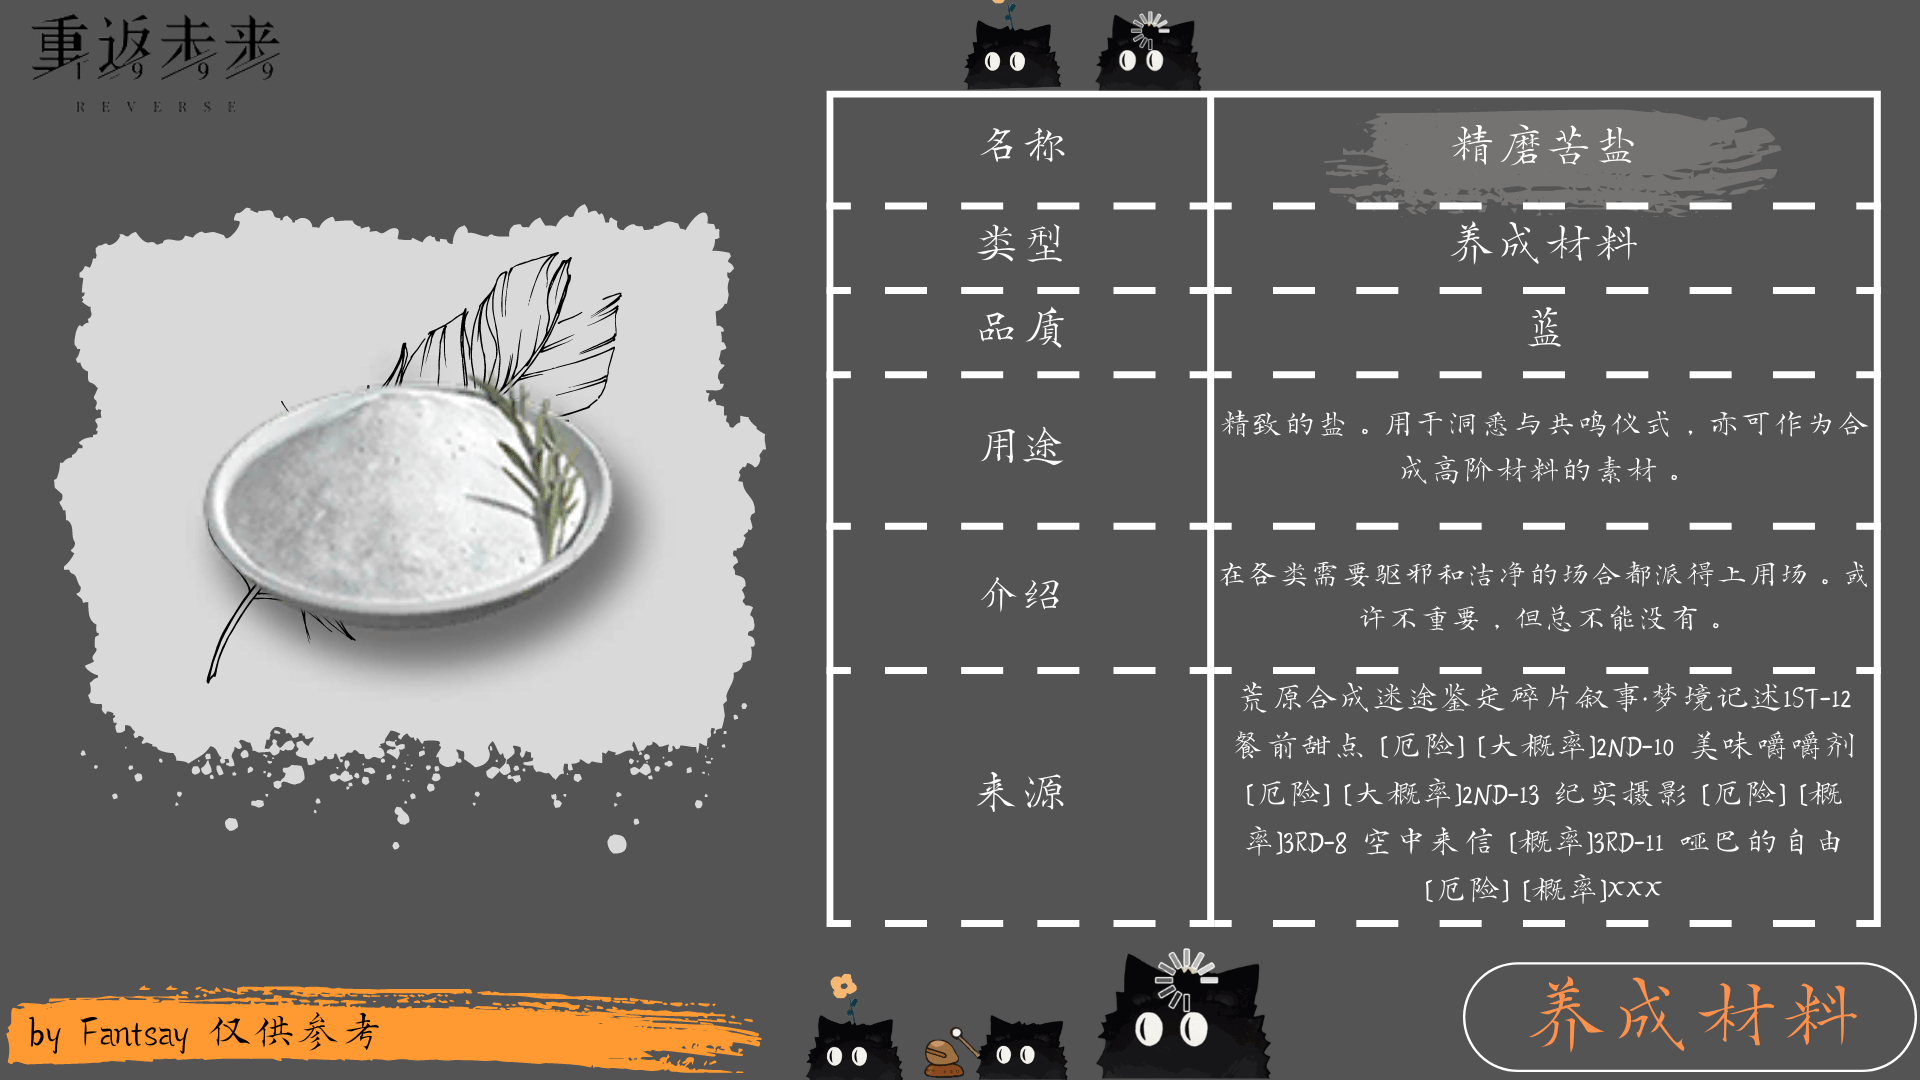 重返未来
1 9 9 9
REVERSE
名称
精磨苦盐
类型
养成材料
品质
蓝
用途
精致的盐。用于洞悉与共鸣仪式，亦可作为合
成高阶材料的素材。
介绍
在各类需要驱邪和洁净的场合都派得上用场。或
许不重要，但总不能没有。
来源
荒原合成迷途鉴定碎片叙事·梦境记述1ST-12
餐前甜点 [厄险] [大概率]2ND-10 美味嚼嚼剂
[厄险] [大概率]2ND-13 纪实摄影 [厄险] [概
率]3RD-8 空中来信 [概率]3RD-11 哑巴的自由
[厄险] [概率]XXX
by Fantsay 仅供参考
养成材料